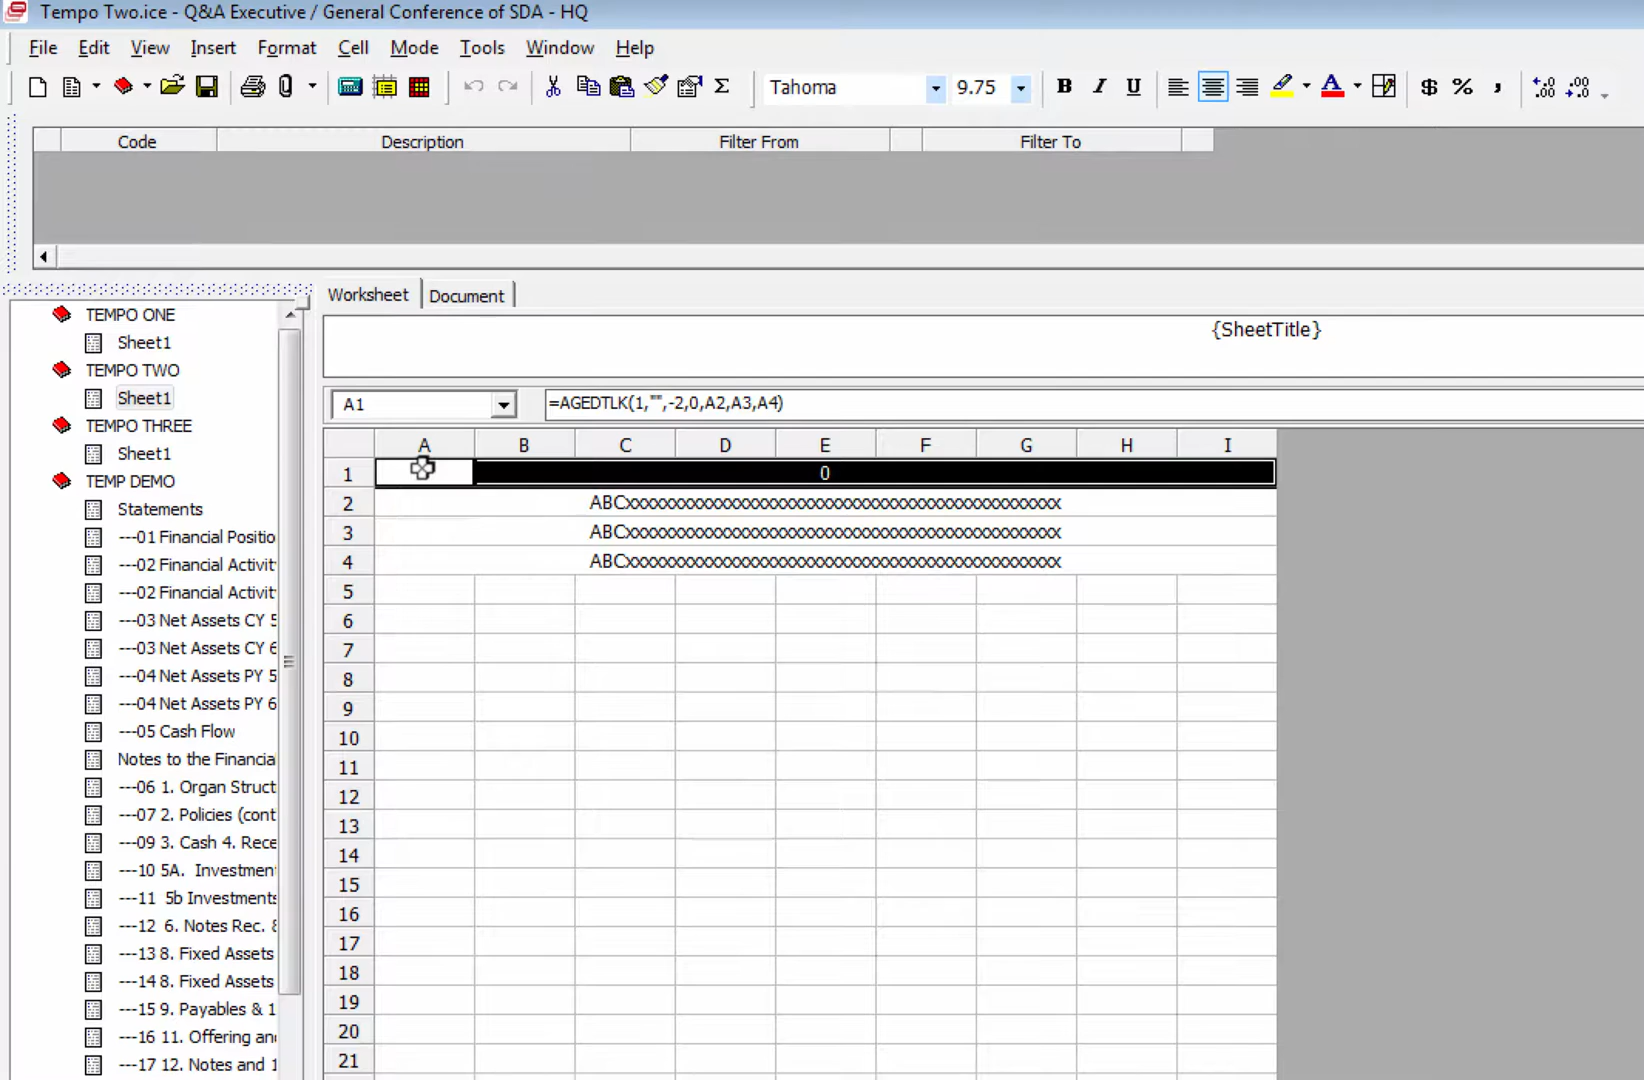 Tempo Two.ice - Q&A Executive / General Conference of SDA - HQ
File Edit View Insert Format Cell Mode Tools Window Help
Tahoma 9.75 B I U A $ % ,
Code Description Filter From Filter To
Worksheet Document
{SheetTitle}
A1 =AGEDTLK(1,"",-2,0,A2,A3,A4)
TEMPO ONE
Sheet1
TEMPO TWO
Sheet1
TEMPO THREE
Sheet1
TEMP DEMO
Statements
---01 Financial Positio
---02 Financial Activit
---02 Financial Activit
---03 Net Assets CY 5
---03 Net Assets CY 6
---04 Net Assets PY 5
---04 Net Assets PY 6
---05 Cash Flow
Notes to the Financia
---06 1. Organ Struct
---07 2. Policies (cont
---09 3. Cash 4. Rece
---10 5A. Investmen
---11 5b Investments
---12 6. Notes Rec. &
---13 8. Fixed Assets
---14 8. Fixed Assets
---15 9. Payables & 1
---16 11. Offering an
---17 12. Notes and 1
A B C D E F G H I
1 0
2 ABCxxxxxxxxxxxxxxxxxxxxxxxxxxxxxxxxxxxxxxxxx
3 ABCxxxxxxxxxxxxxxxxxxxxxxxxxxxxxxxxxxxxxxxxx
4 ABCxxxxxxxxxxxxxxxxxxxxxxxxxxxxxxxxxxxxxxxxx
5
6
7
8
9
10
11
12
13
14
15
16
17
18
19
20
21